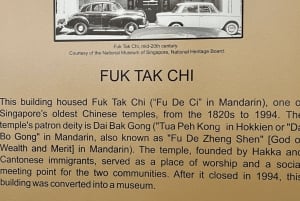 Fuk Tak Chi, mid-20th century
Courtesy of the National Museum of Singapore, National Heritage Board.
FUK TAK CHI
This building housed Fuk Tak Chi ("Fu De Ci" in Mandarin), one o
Singapore's oldest Chinese temples, from the 1820s to 1994. Th
temple's patron deity is Dai Bak Gong ("Tua Peh Kong in Hokkien or "Da
Bo Gong" in Mandarin, also known as "Fu De Zheng Shen" [God o
Wealth and Merit] in Mandarin). The temple, founded by Hakka and
Cantonese immigrants, served as a place of worship and a socia
meeting point for the two communities. After it closed in 1994, this
building was converted into a museum.